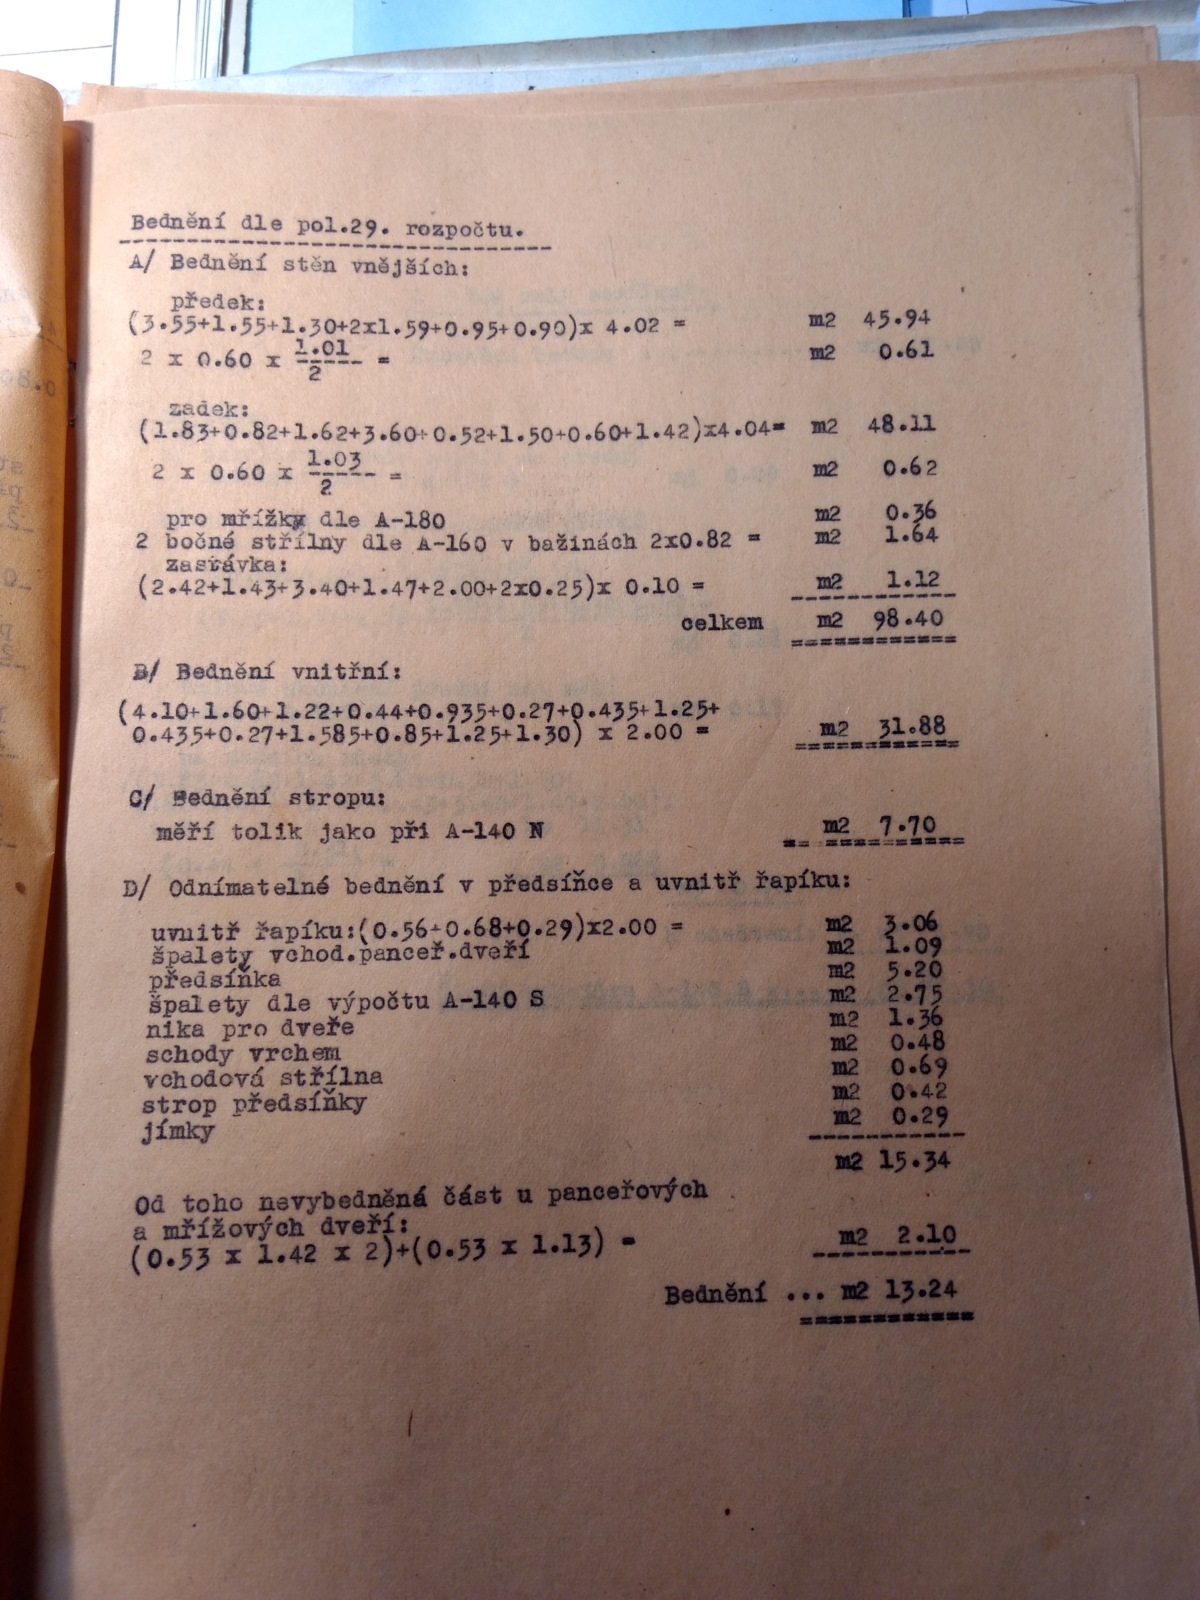 Bednění dle pol.29. rozpočtu.
A/ Bednění stěn vnějších:
předek:
(3.55+1.55+1.30+2x1.59+0.95+0.90)x 4.02 = m2 45.94
2 x 0.60 x 1.01/2 = m2 0.61
zadek:
(1.83+0.82+1.62+3.60+0.52+1.50+0.60+1.42)x4.04= m2 48.11
2 x 0.60 x 1.03/2 = m2 0.62
pro mřížky dle A-180 m2 0.36
2 bočné střílny dle A-160 v bažinách 2x0.82 = m2 1.64
zasrávka:
(2.42+1.43+3.40+1.47+2.00+2x0.25)x 0.10 = m2 1.12
celkem m2 98.40
B/ Bednění vnitřní:
(4.10+1.60+1.22+0.44+0.935+0.27+0.435+1.25+
0.435+0.27+1.585+0.85+1.25+1.30) x 2.00 = m2 31.88
C/ Bednění stropu:
měří tolik jako při A-140 N m2 7.70
D/ Odnímatelné bednění v předsíňce a uvnitř řapíku:
uvnitř řapíku:(0.56+0.68+0.29)x2.00 = m2 3.06
špalety vchod.panceř.dveří m2 1.09
předsíňka m2 5.20
špalety dle výpočtu A-140 S m2 2.75
nika pro dveře m2 1.36
schody vrchem m2 0.48
vchodová střílna m2 0.69
strop předsíňky m2 0.42
jímky m2 0.29
m2 15.34
Od toho nevybedněná část u panceřových
a mřížových dveří:
(0.53 x 1.42 x 2)+(0.53 x 1.13) = m2 2.10
Bednění ... m2 13.24